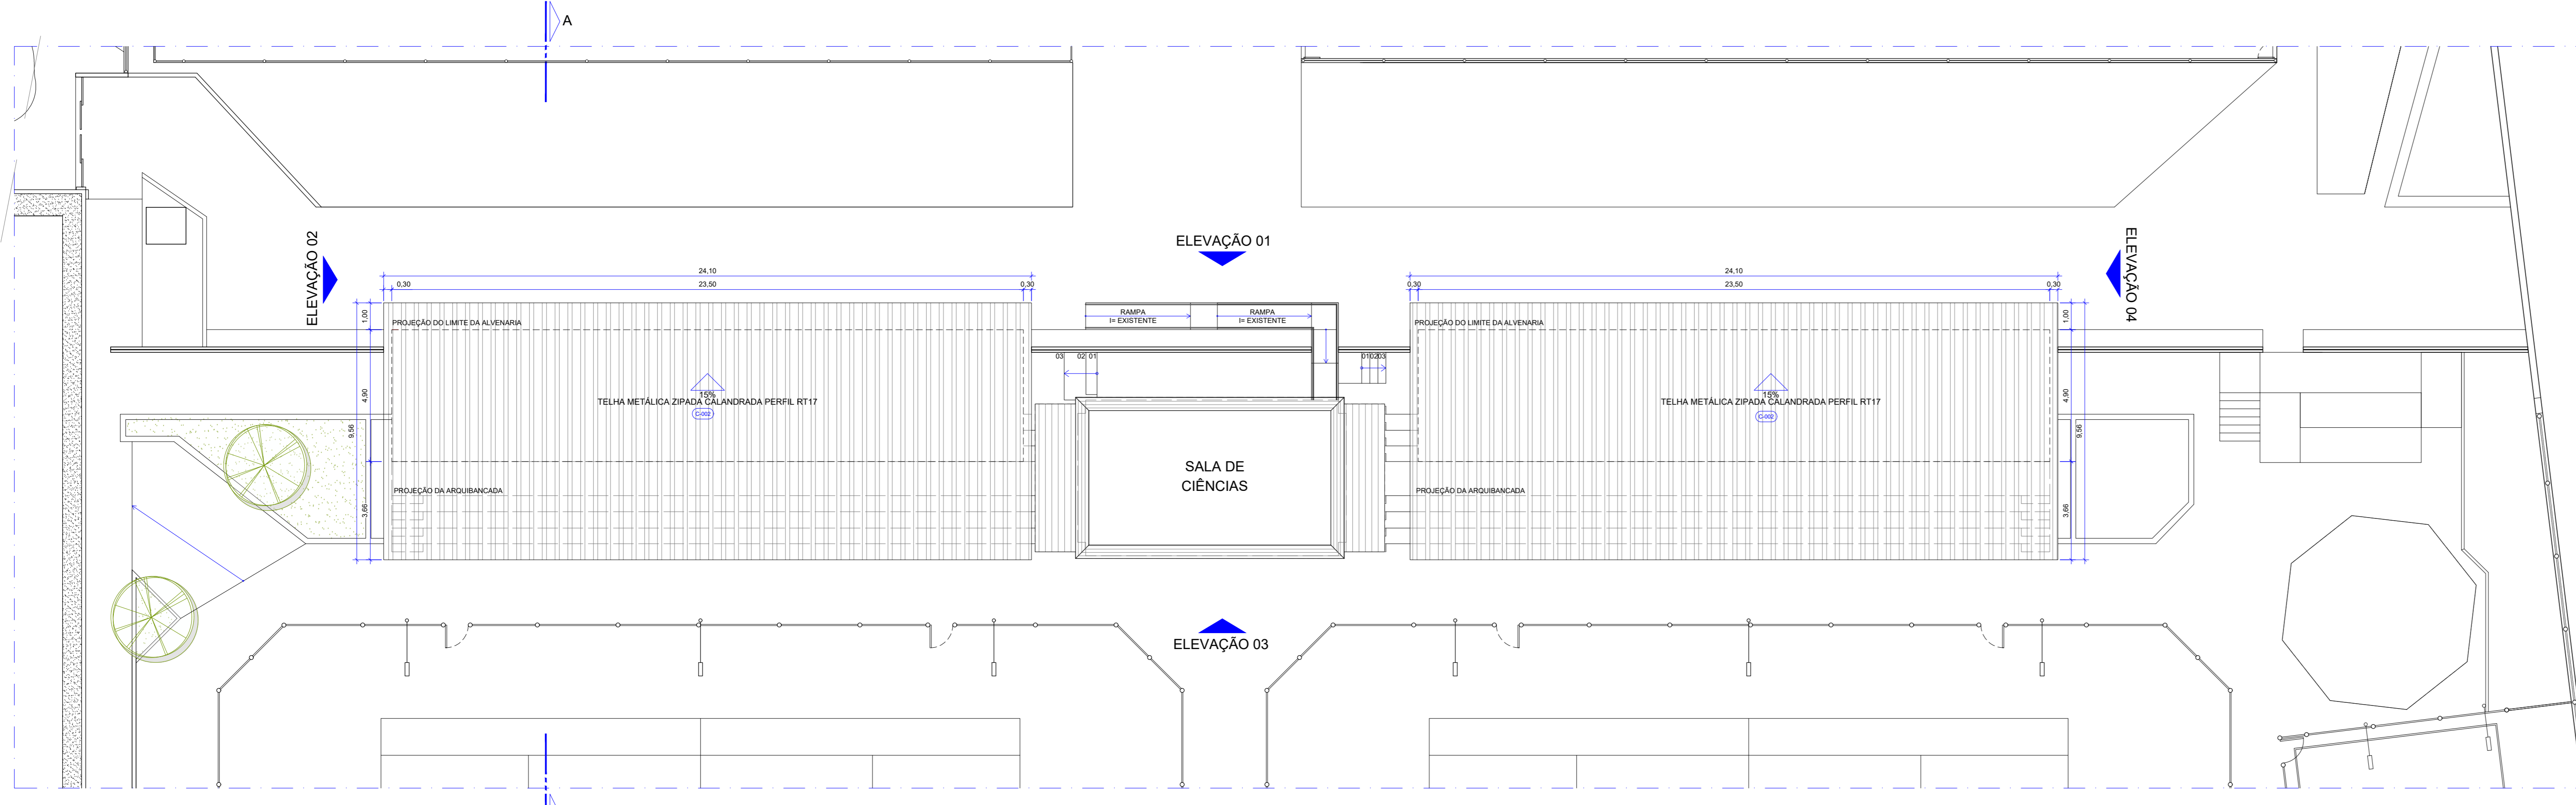 A
ELEVAÇÃO 01
ELEVAÇÃO 02
ELEVAÇÃO 04
24,10
0,30
23,50
0,30
24,10
0,30
23,50
0,30
1,00
PROJEÇÃO DO LIMITE DA ALVENARIA
RAMPA
I= EXISTENTE
RAMPA
I= EXISTENTE
PROJEÇÃO DO LIMITE DA ALVENARIA
1,00
03
02
01
01
02
03
4,90
15%
TELHA METÁLICA ZIPADA CALANDRADA PERFIL RT17
C-002
15%
TELHA METÁLICA ZIPADA CALANDRADA PERFIL RT17
C-002
4,90
9,56
9,56
SALA DE
CIÊNCIAS
PROJEÇÃO DA ARQUIBANCADA
PROJEÇÃO DA ARQUIBANCADA
3,66
3,66
ELEVAÇÃO 03